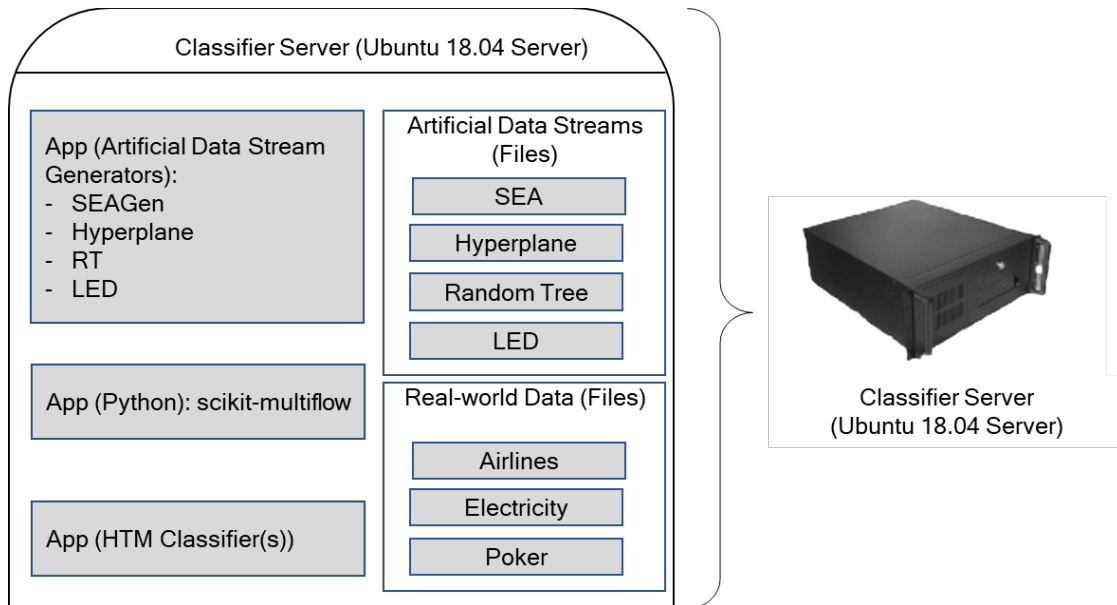 Classifier Server (Ubuntu 18.04 Server)
App (Artificial Data Stream
Generators):
- SEAGen
- Hyperplane
- RT
- LED
App (Python): scikit-multiflow
App (HTM Classifier(s))
Artificial Data Streams
(Files)
SEA
Hyperplane
Random Tree
LED
Real-world Data (Files)
Airlines
Electricity
Poker
Classifier Server
(Ubuntu 18.04 Server)